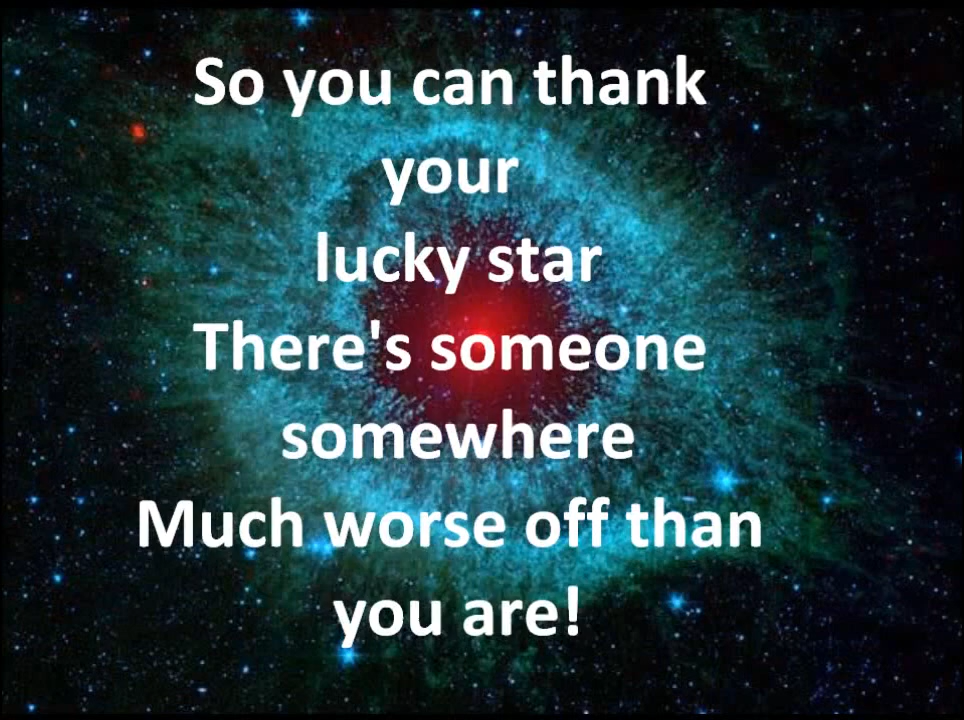 So you can thank
your
lucky star
There's someone
somewhere
Much worse off than
you are!